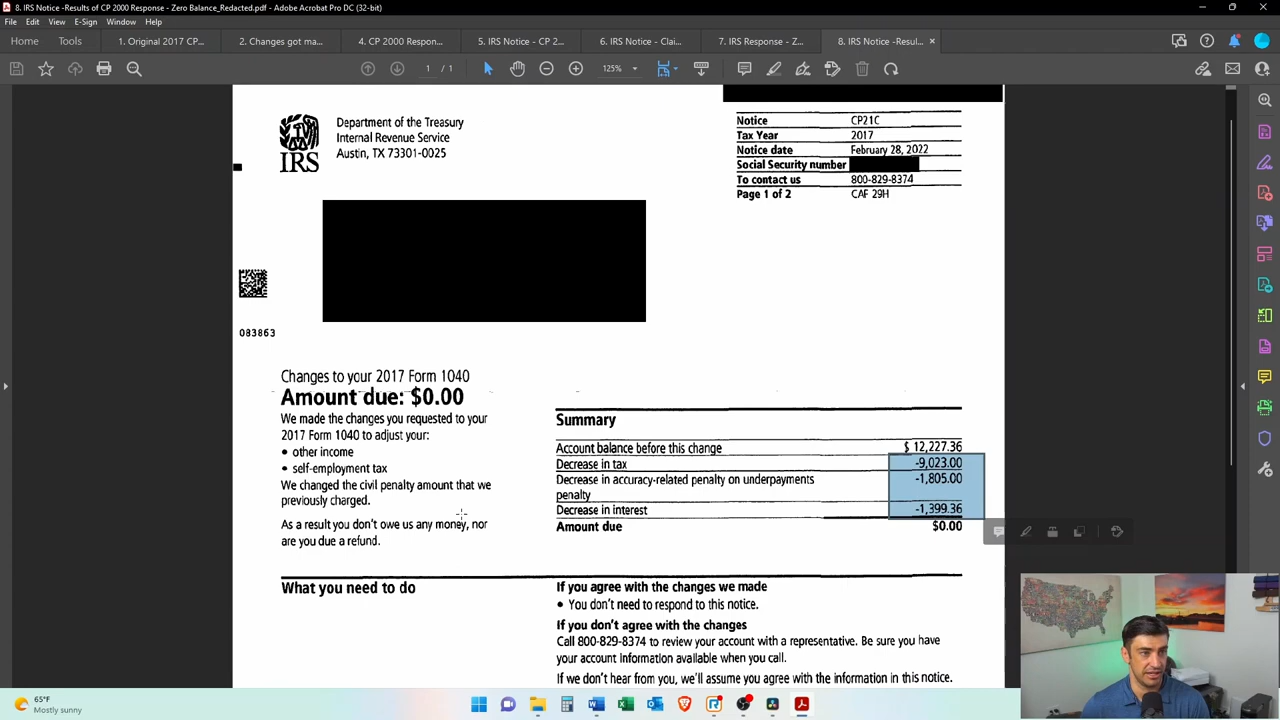 8. IRS Notice -Results of CP 2000 Response - Zero Balance_Redacted.pdf - Adobe Acrobat Pro DC (32-bit)
File Edit View E-Sign Window Help
Home Tools 1. Original 2017 CP... 2. Changes got ma... 4. CP 2000 Respon... 5. IRS Notice - CP 2... 6. IRS Notice - Clai... 7. IRS Response - Z... 8. IRS Notice -Resul...
1 / 1 125%
Department of the Treasury
Internal Revenue Service
Austin, TX 73301-0025
IRS
Notice CP21C
Tax Year 2017
Notice date February 28, 2022
Social Security number
To contact us 800-829-8374
Page 1 of 2 CAF 29H
083863
Changes to your 2017 Form 1040
Amount due: $0.00
We made the changes you requested to your
2017 Form 1040 to adjust your:
• other income
• self-employment tax
We changed the civil penalty amount that we
previously charged.
As a result you don't owe us any money, nor
are you due a refund.
Summary
Account balance before this change $ 12,227.36
Decrease in tax -9,023.00
Decrease in accuracy-related penalty on underpayments -1,805.00
penalty
Decrease in interest -1,399.36
Amount due $0.00
What you need to do
If you agree with the changes we made
• You don't need to respond to this notice.
If you don't agree with the changes
Call 800-829-8374 to review your account with a representative. Be sure you have
your account information available when you call.
If we don't hear from you, we'll assume you agree with the information in this notice.
65°F
Mostly sunny